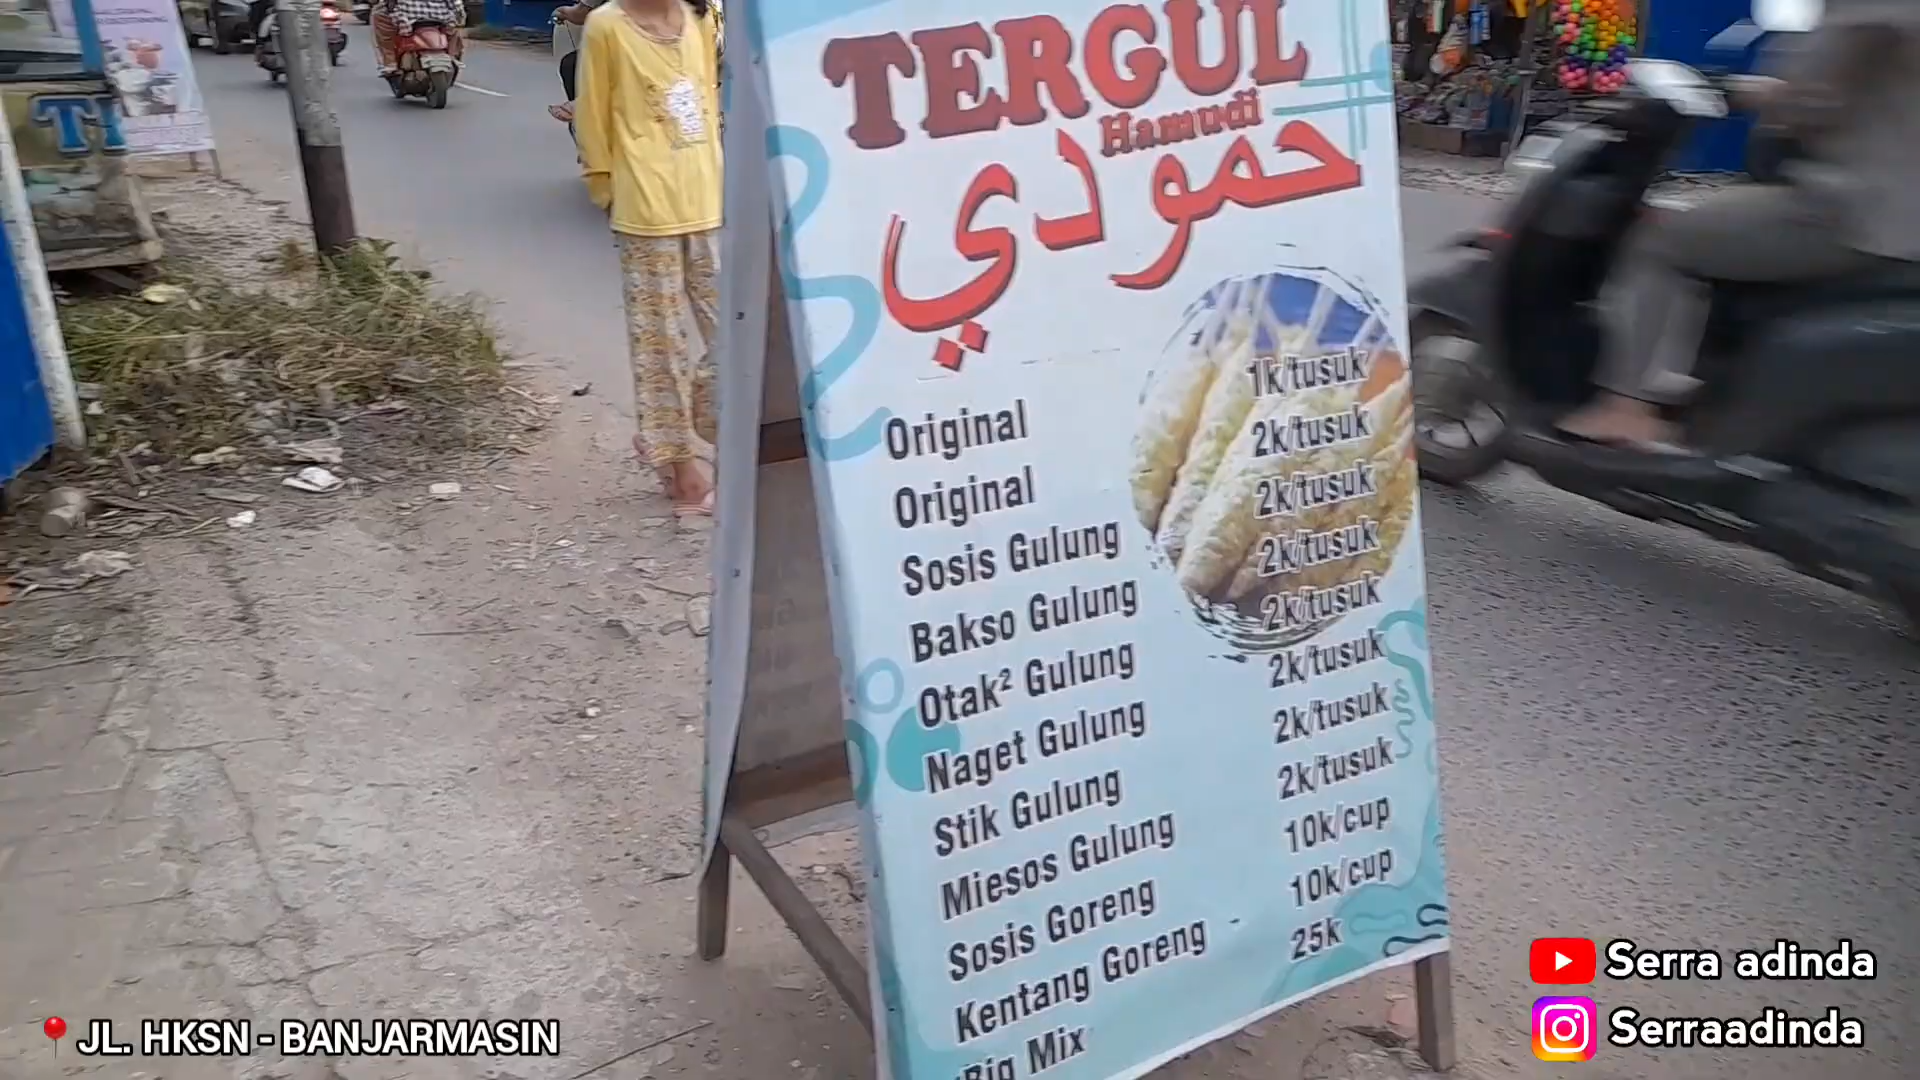 TERGUL
Hamudi
حمودي
Original 1k/tusuk
Original 2k/tusuk
Sosis Gulung 2k/tusuk
Bakso Gulung 2k/tusuk
Otak² Gulung 2k/tusuk
Naget Gulung 2k/tusuk
Stik Gulung 2k/tusuk
Miesos Gulung 2k/tusuk
Sosis Goreng 10k/cup
Kentang Goreng 10k/cup
Big Mix 25k
JL. HKSN - BANJARMASIN
Serra adinda
Serraadinda